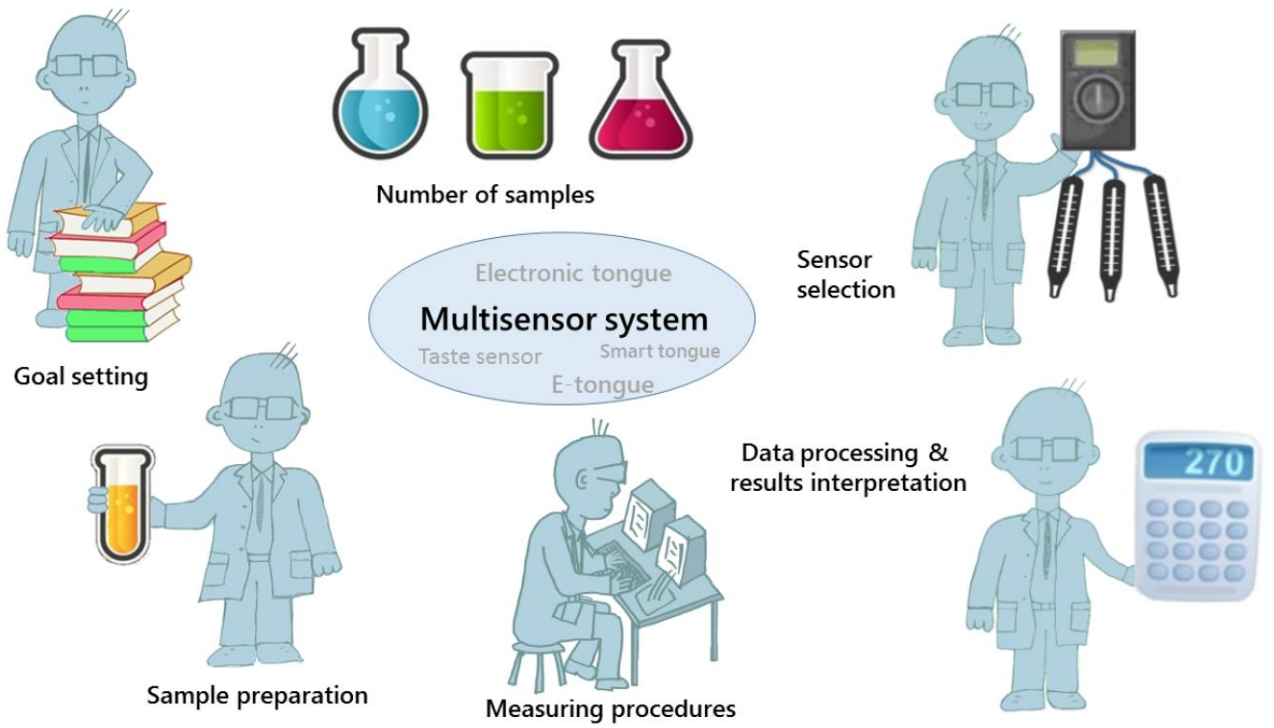 Number of samples
Sensor
selection
Electronic tongue
Multisensor system
Taste sensor
Smart tongue
E-tongue
Goal setting
Data processing &
results interpretation
270
Sample preparation
Measuring procedures